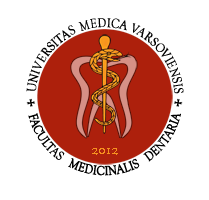 UNIVERSITAS MEDICA VARSOVIENSIS
FACULTAS MEDICINALIS DENTARIA
2012